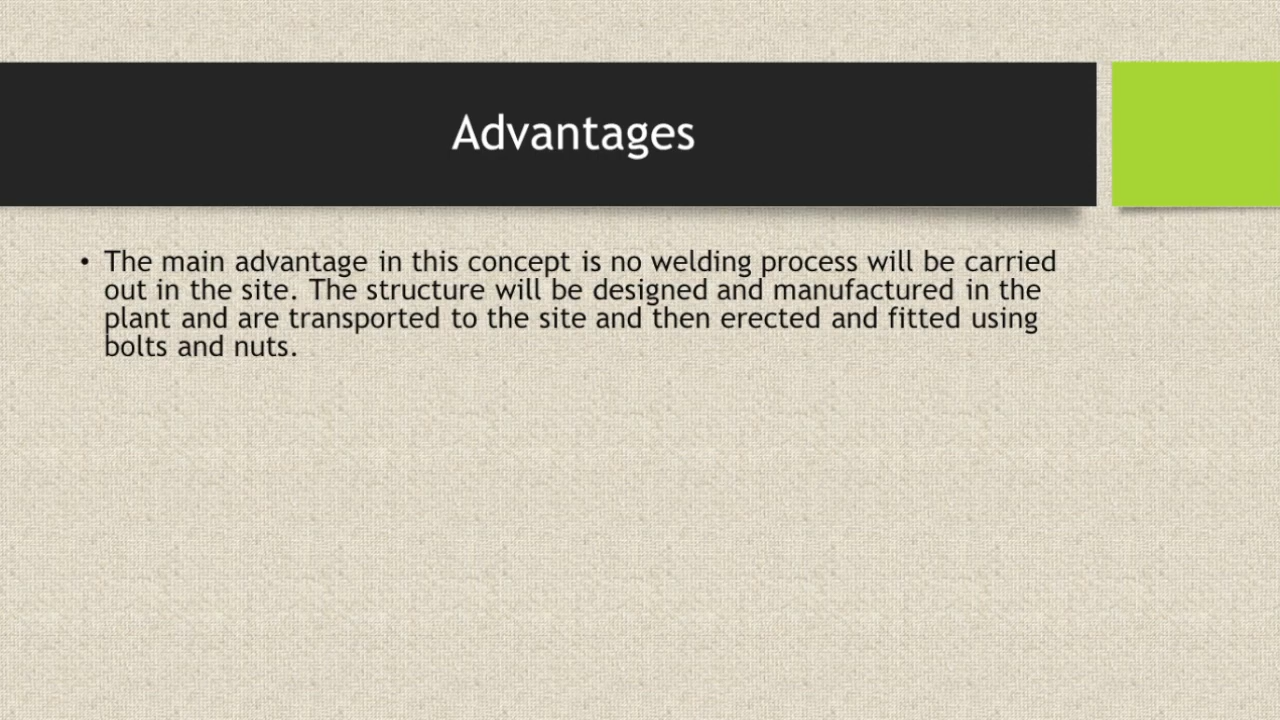 Advantages
• The main advantage in this concept is no welding process will be carried
out in the site. The structure will be designed and manufactured in the
plant and are transported to the site and then erected and fitted using
bolts and nuts.